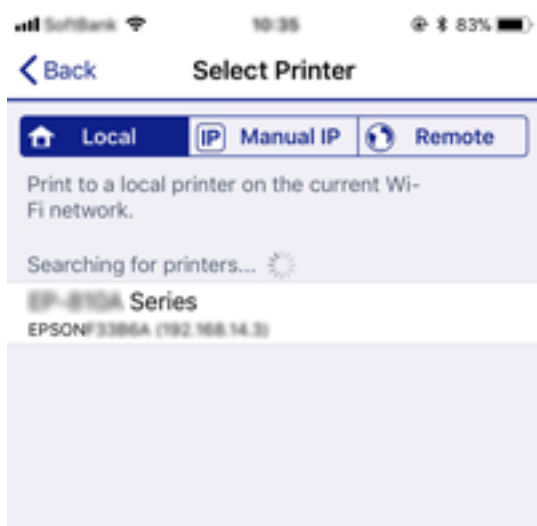 SoftBank 10:35 83%
Back Select Printer
Local IP Manual IP Remote
Print to a local printer on the current Wi-
Fi network.
Searching for printers...
Series
EPSON